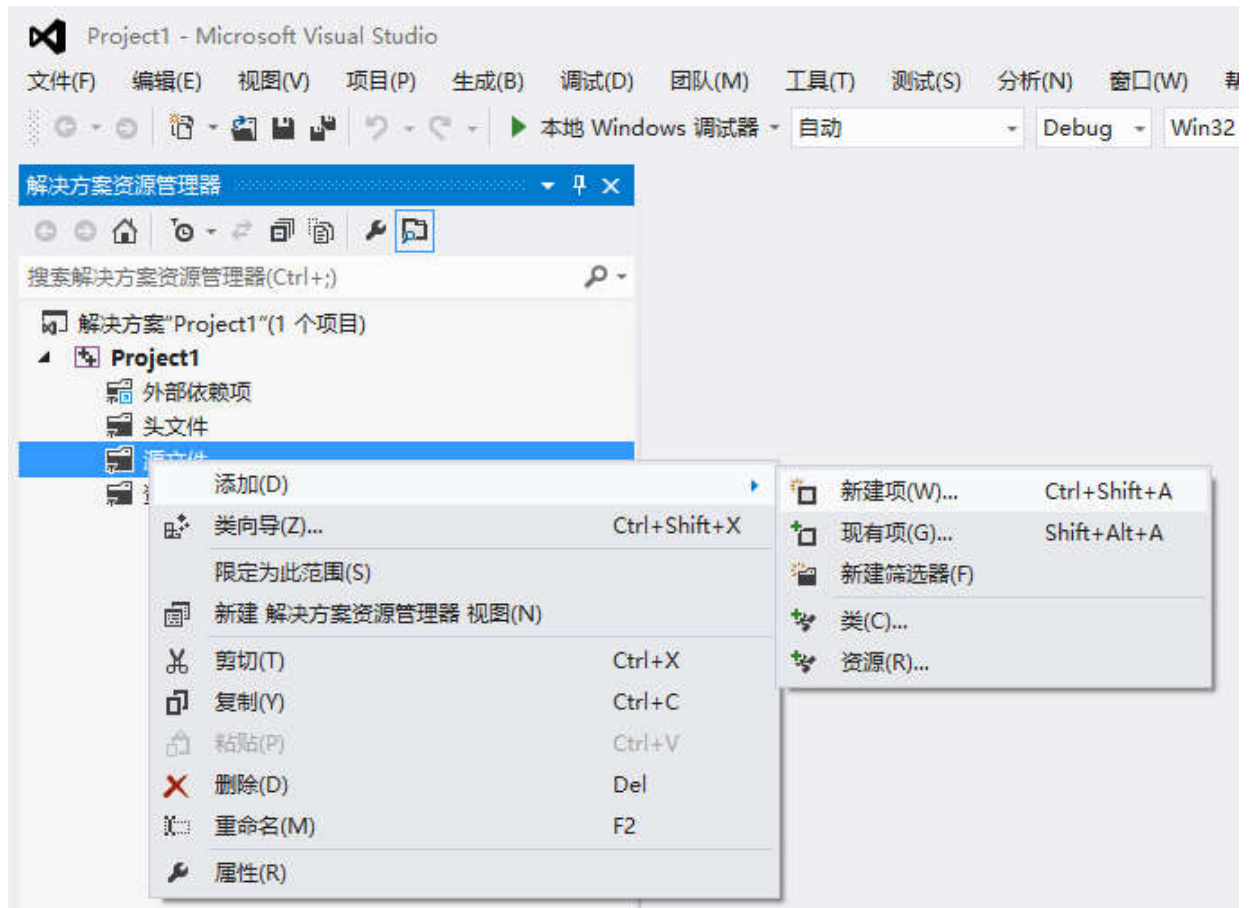 Project1 - Microsoft Visual Studio
文件(F) 编辑(E) 视图(V) 项目(P) 生成(B) 调试(D) 团队(M) 工具(T) 测试(S) 分析(N) 窗口(W)
本地 Windows 调试器 自动 Debug Win32
解决方案资源管理器
搜索解决方案资源管理器(Ctrl+;)
解决方案"Project1"(1 个项目)
Project1
外部依赖项
头文件
源文件
添加(D)
类向导(Z)... Ctrl+Shift+X
限定为此范围(S)
新建 解决方案资源管理器 视图(N)
剪切(T) Ctrl+X
复制(Y) Ctrl+C
粘贴(P) Ctrl+V
删除(D) Del
重命名(M) F2
属性(R)
新建项(W)... Ctrl+Shift+A
现有项(G)... Shift+Alt+A
新建筛选器(F)
类(C)...
资源(R)...